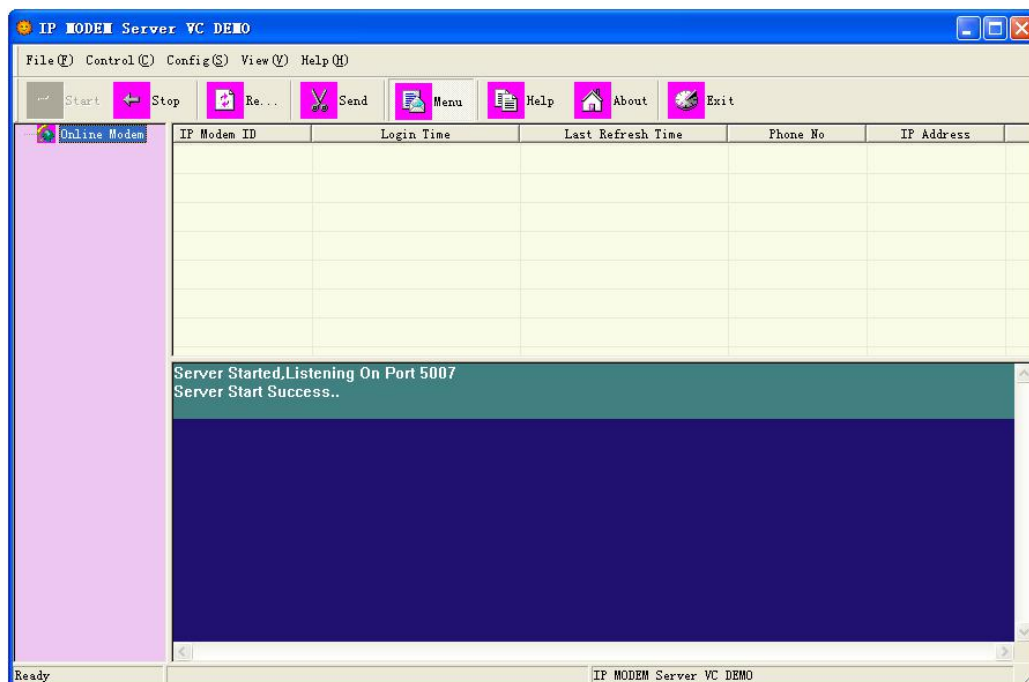 IP MODEM Server VC DEMO
File(F) Control(C) Config(S) View(V) Help(H)
Start Stop Re... Send Menu Help About Exit
Online Modem
IP Modem ID Login Time Last Refresh Time Phone No IP Address
Server Started,Listening On Port 5007
Server Start Success..
Ready IP MODEM Server VC DEMO